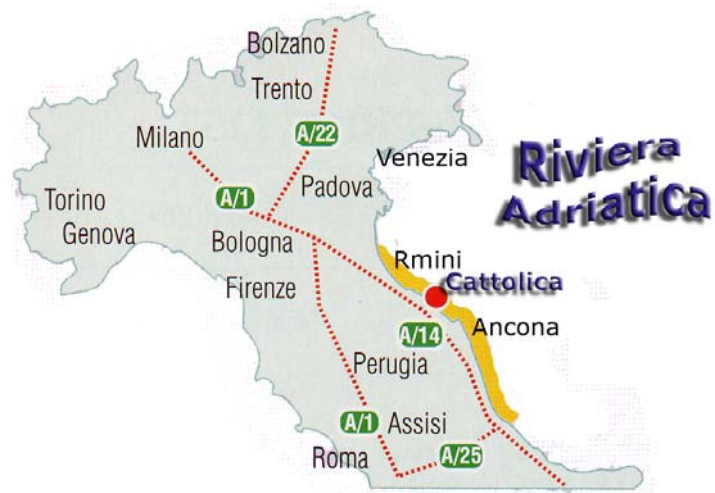 Bolzano
Trento
A/22
Milano
Venezia
Riviera
Adriatica
A/1
Padova
Torino
Genova
Bologna
Rmini
Cattolica
Firenze
Ancona
A/14
Perugia
A/1
Assisi
Roma
A/25